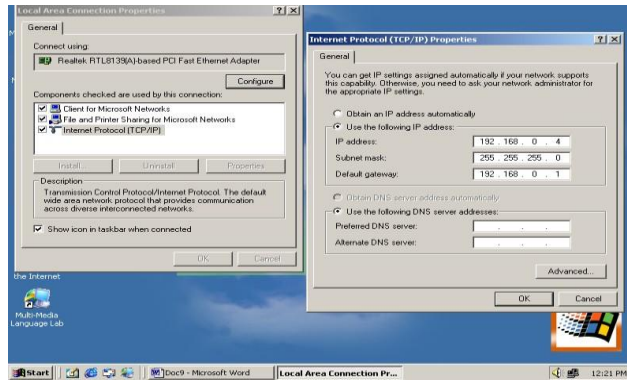 Local Area Connection Properties
General
Connect using:
Realtek RTL8139(A)-based PCI Fast Ethernet Adapter
Configure
Components checked are used by this connection:
Client for Microsoft Networks
File and Printer Sharing for Microsoft Networks
Internet Protocol (TCP/IP)
Install...
Uninstall
Properties
Description
Transmission Control Protocol/Internet Protocol. The default
wide area network protocol that provides communication
across diverse interconnected networks.
Show icon in taskbar when connected
OK
Cancel
Internet Protocol (TCP/IP) Properties
General
You can get IP settings assigned automatically if your network supports
this capability. Otherwise, you need to ask your network administrator for
the appropriate IP settings.
Obtain an IP address automatically
Use the following IP address:
IP address: 192 . 168 . 0 . 4
Subnet mask: 255 . 255 . 255 . 0
Default gateway: 192 . 168 . 0 . 1
Obtain DNS server address automatically
Use the following DNS server addresses:
Preferred DNS server: . . .
Alternate DNS server: . . .
Advanced...
OK
Cancel
the Internet
Multi-Media
Language Lab
Start
Doc9 - Microsoft Word
Local Area Connection Pr...
12:21 PM